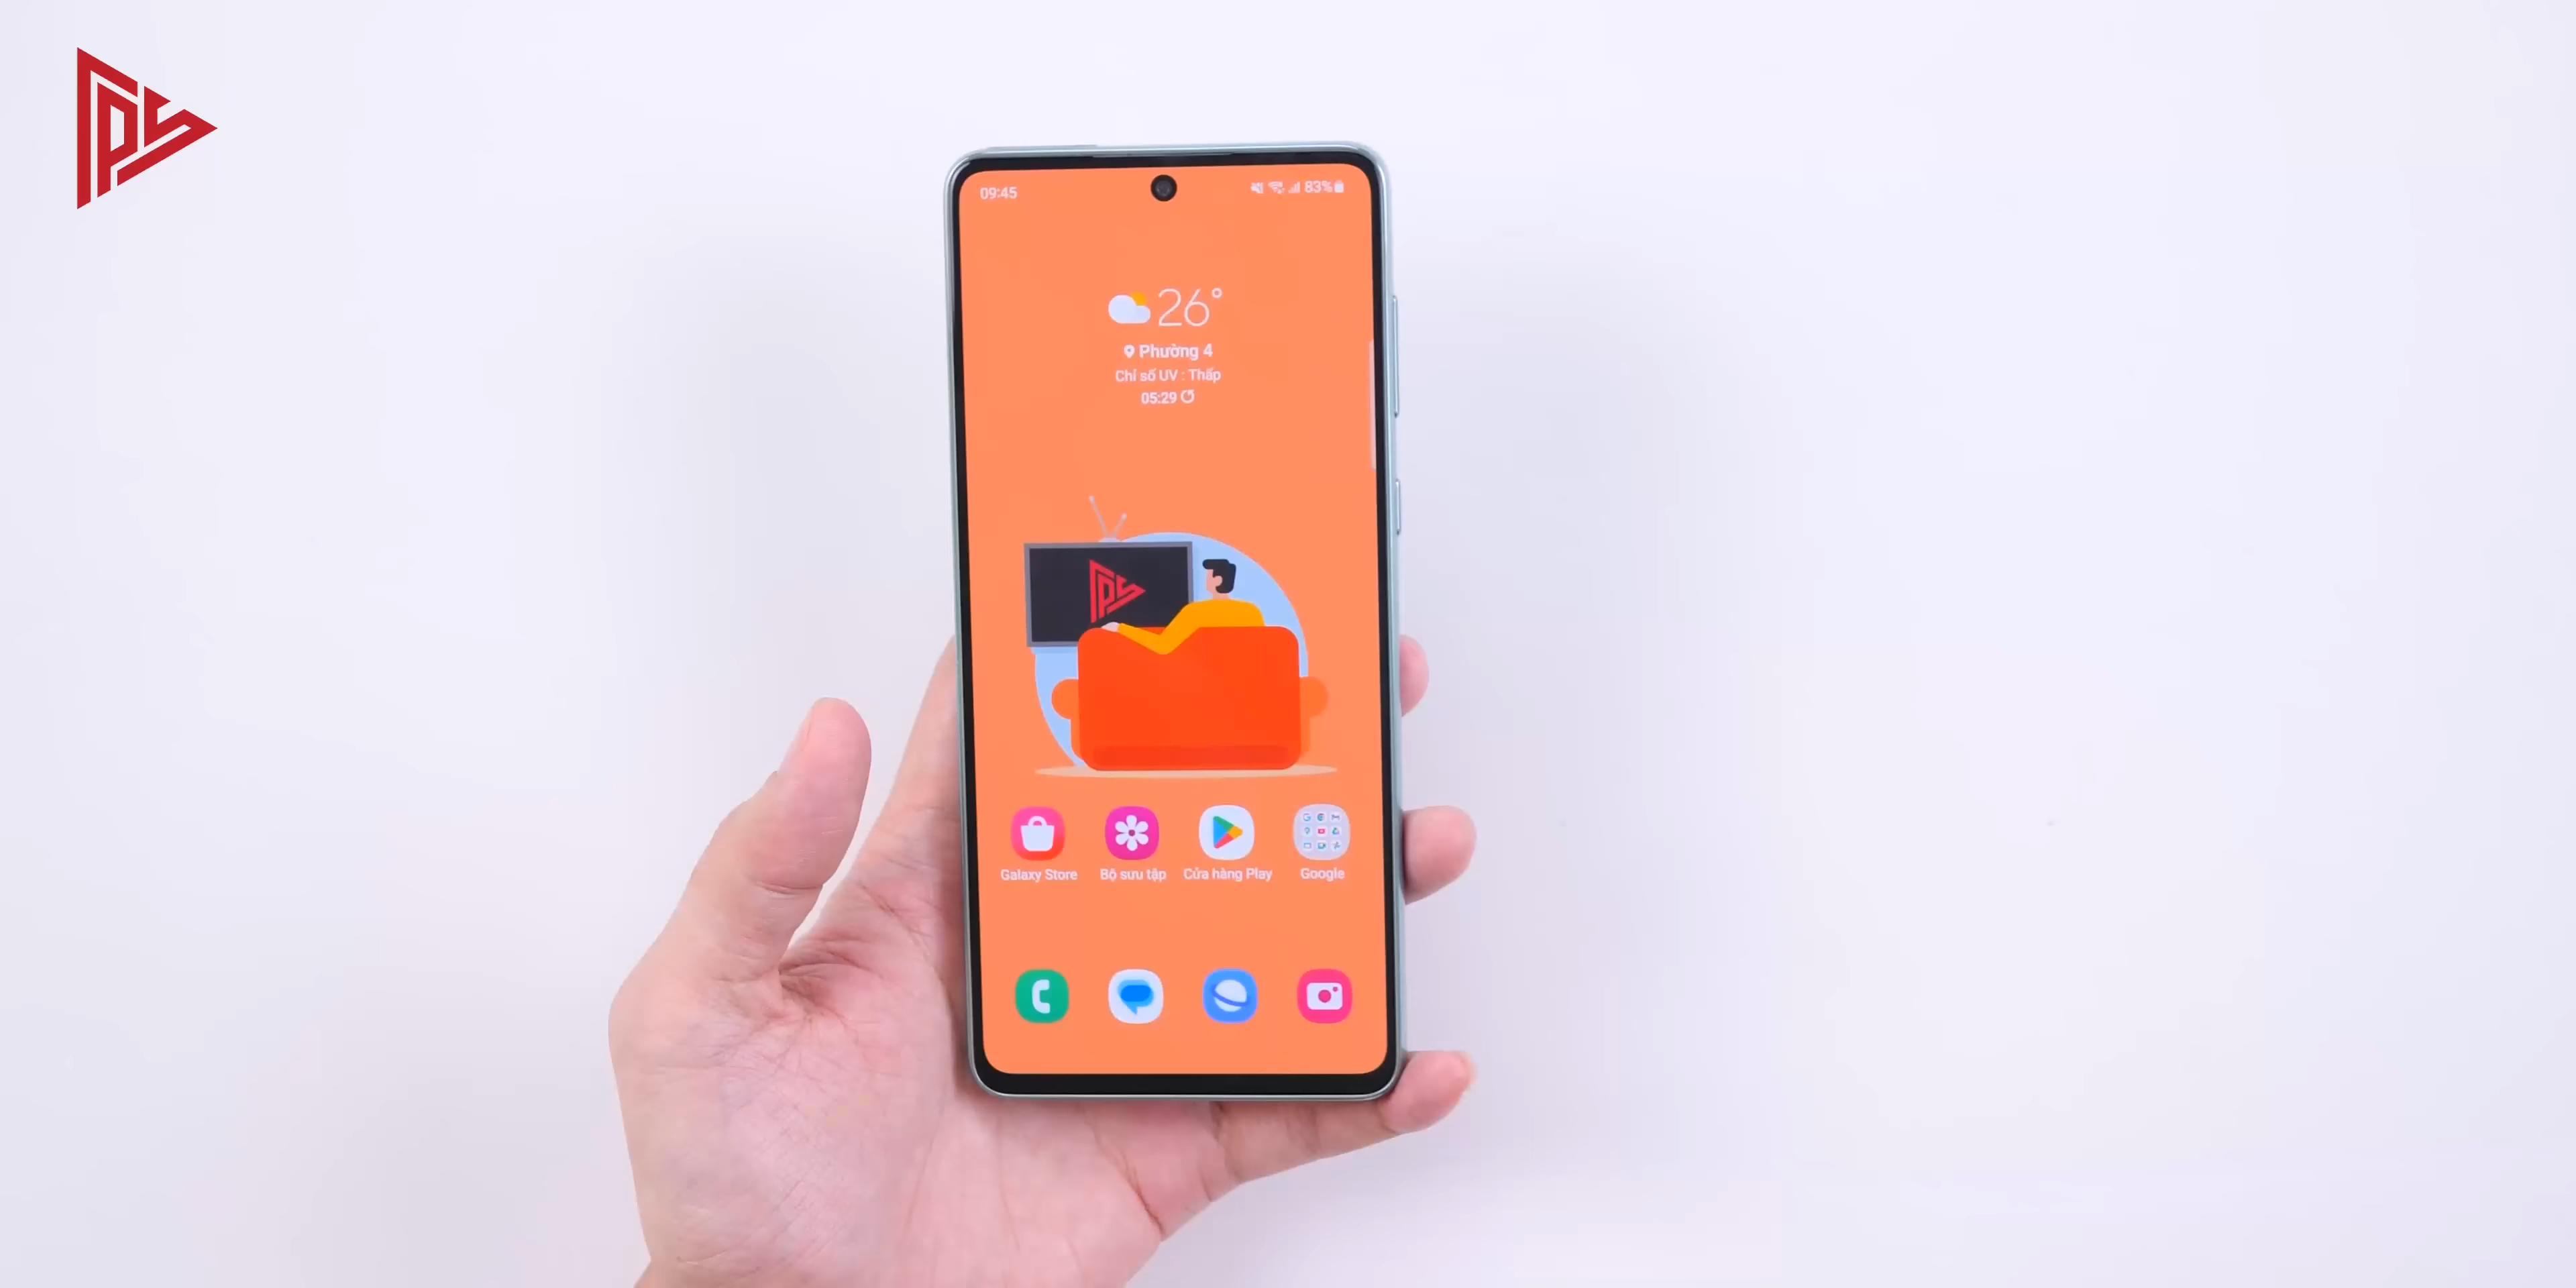 09:45
83%
26°
Phường 4
Chỉ số UV : Thấp
05:29
Galaxy Store
Bộ sưu tập
Cửa hàng Play
Google